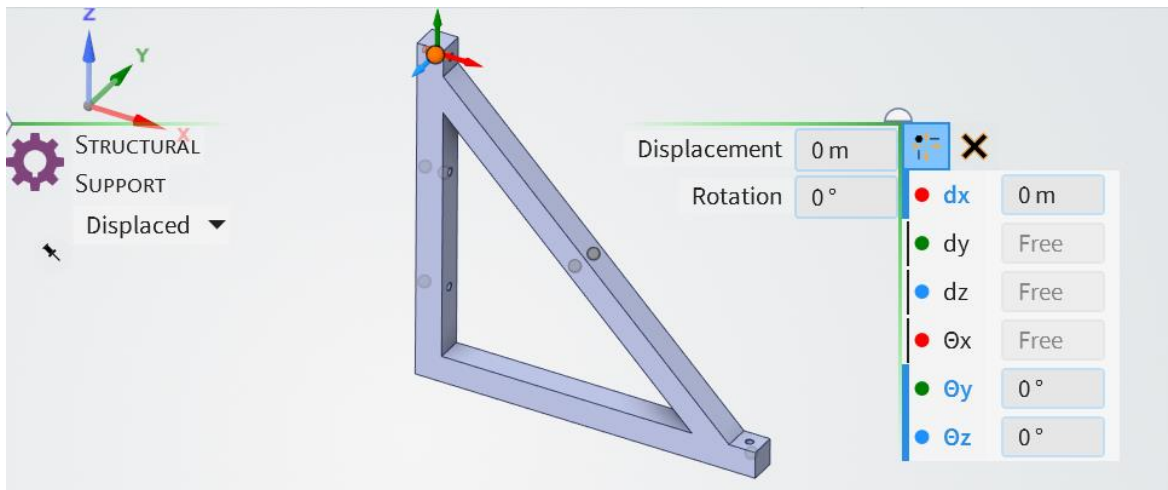 Z
Y
X
STRUCTURAL
SUPPORT
Displaced
Displacement 0 m
Rotation 0 °
dx 0 m
dy Free
dz Free
Θx Free
Θy 0 °
Θz 0 °